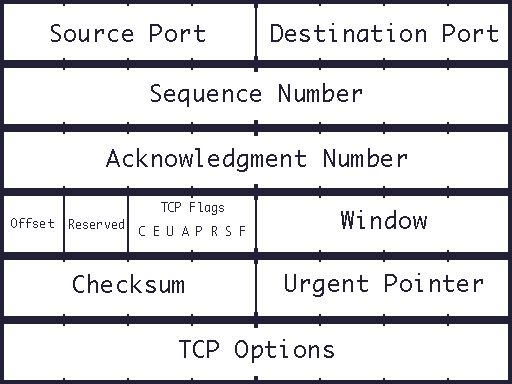 Source Port Destination Port
Sequence Number
Acknowledgment Number
Offset Reserved TCP Flags Window
C E U A P R S F
Checksum Urgent Pointer
TCP Options